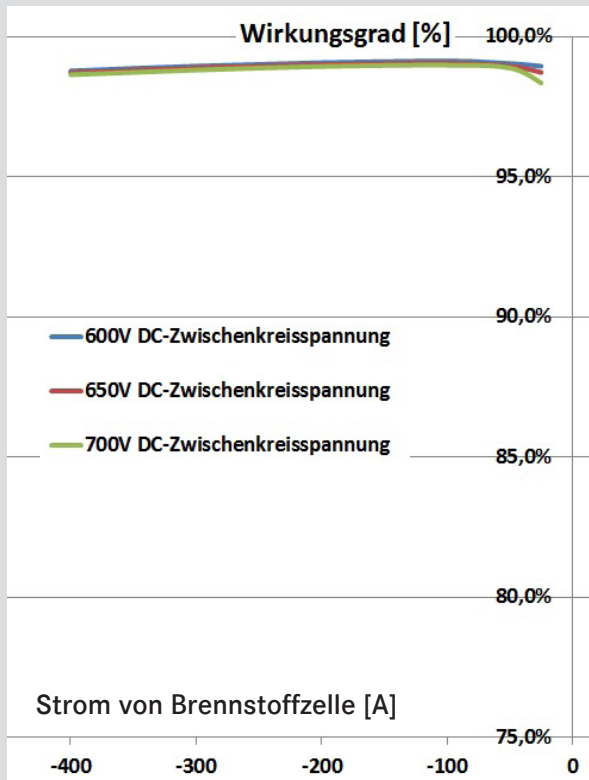 Wirkungsgrad [%]
100,0%
95,0%
90,0%
600V DC-Zwischenkreisspannung
650V DC-Zwischenkreisspannung
700V DC-Zwischenkreisspannung
85,0%
80,0%
Strom von Brennstoffzelle [A]
75,0%
-400 -300 -200 -100 0